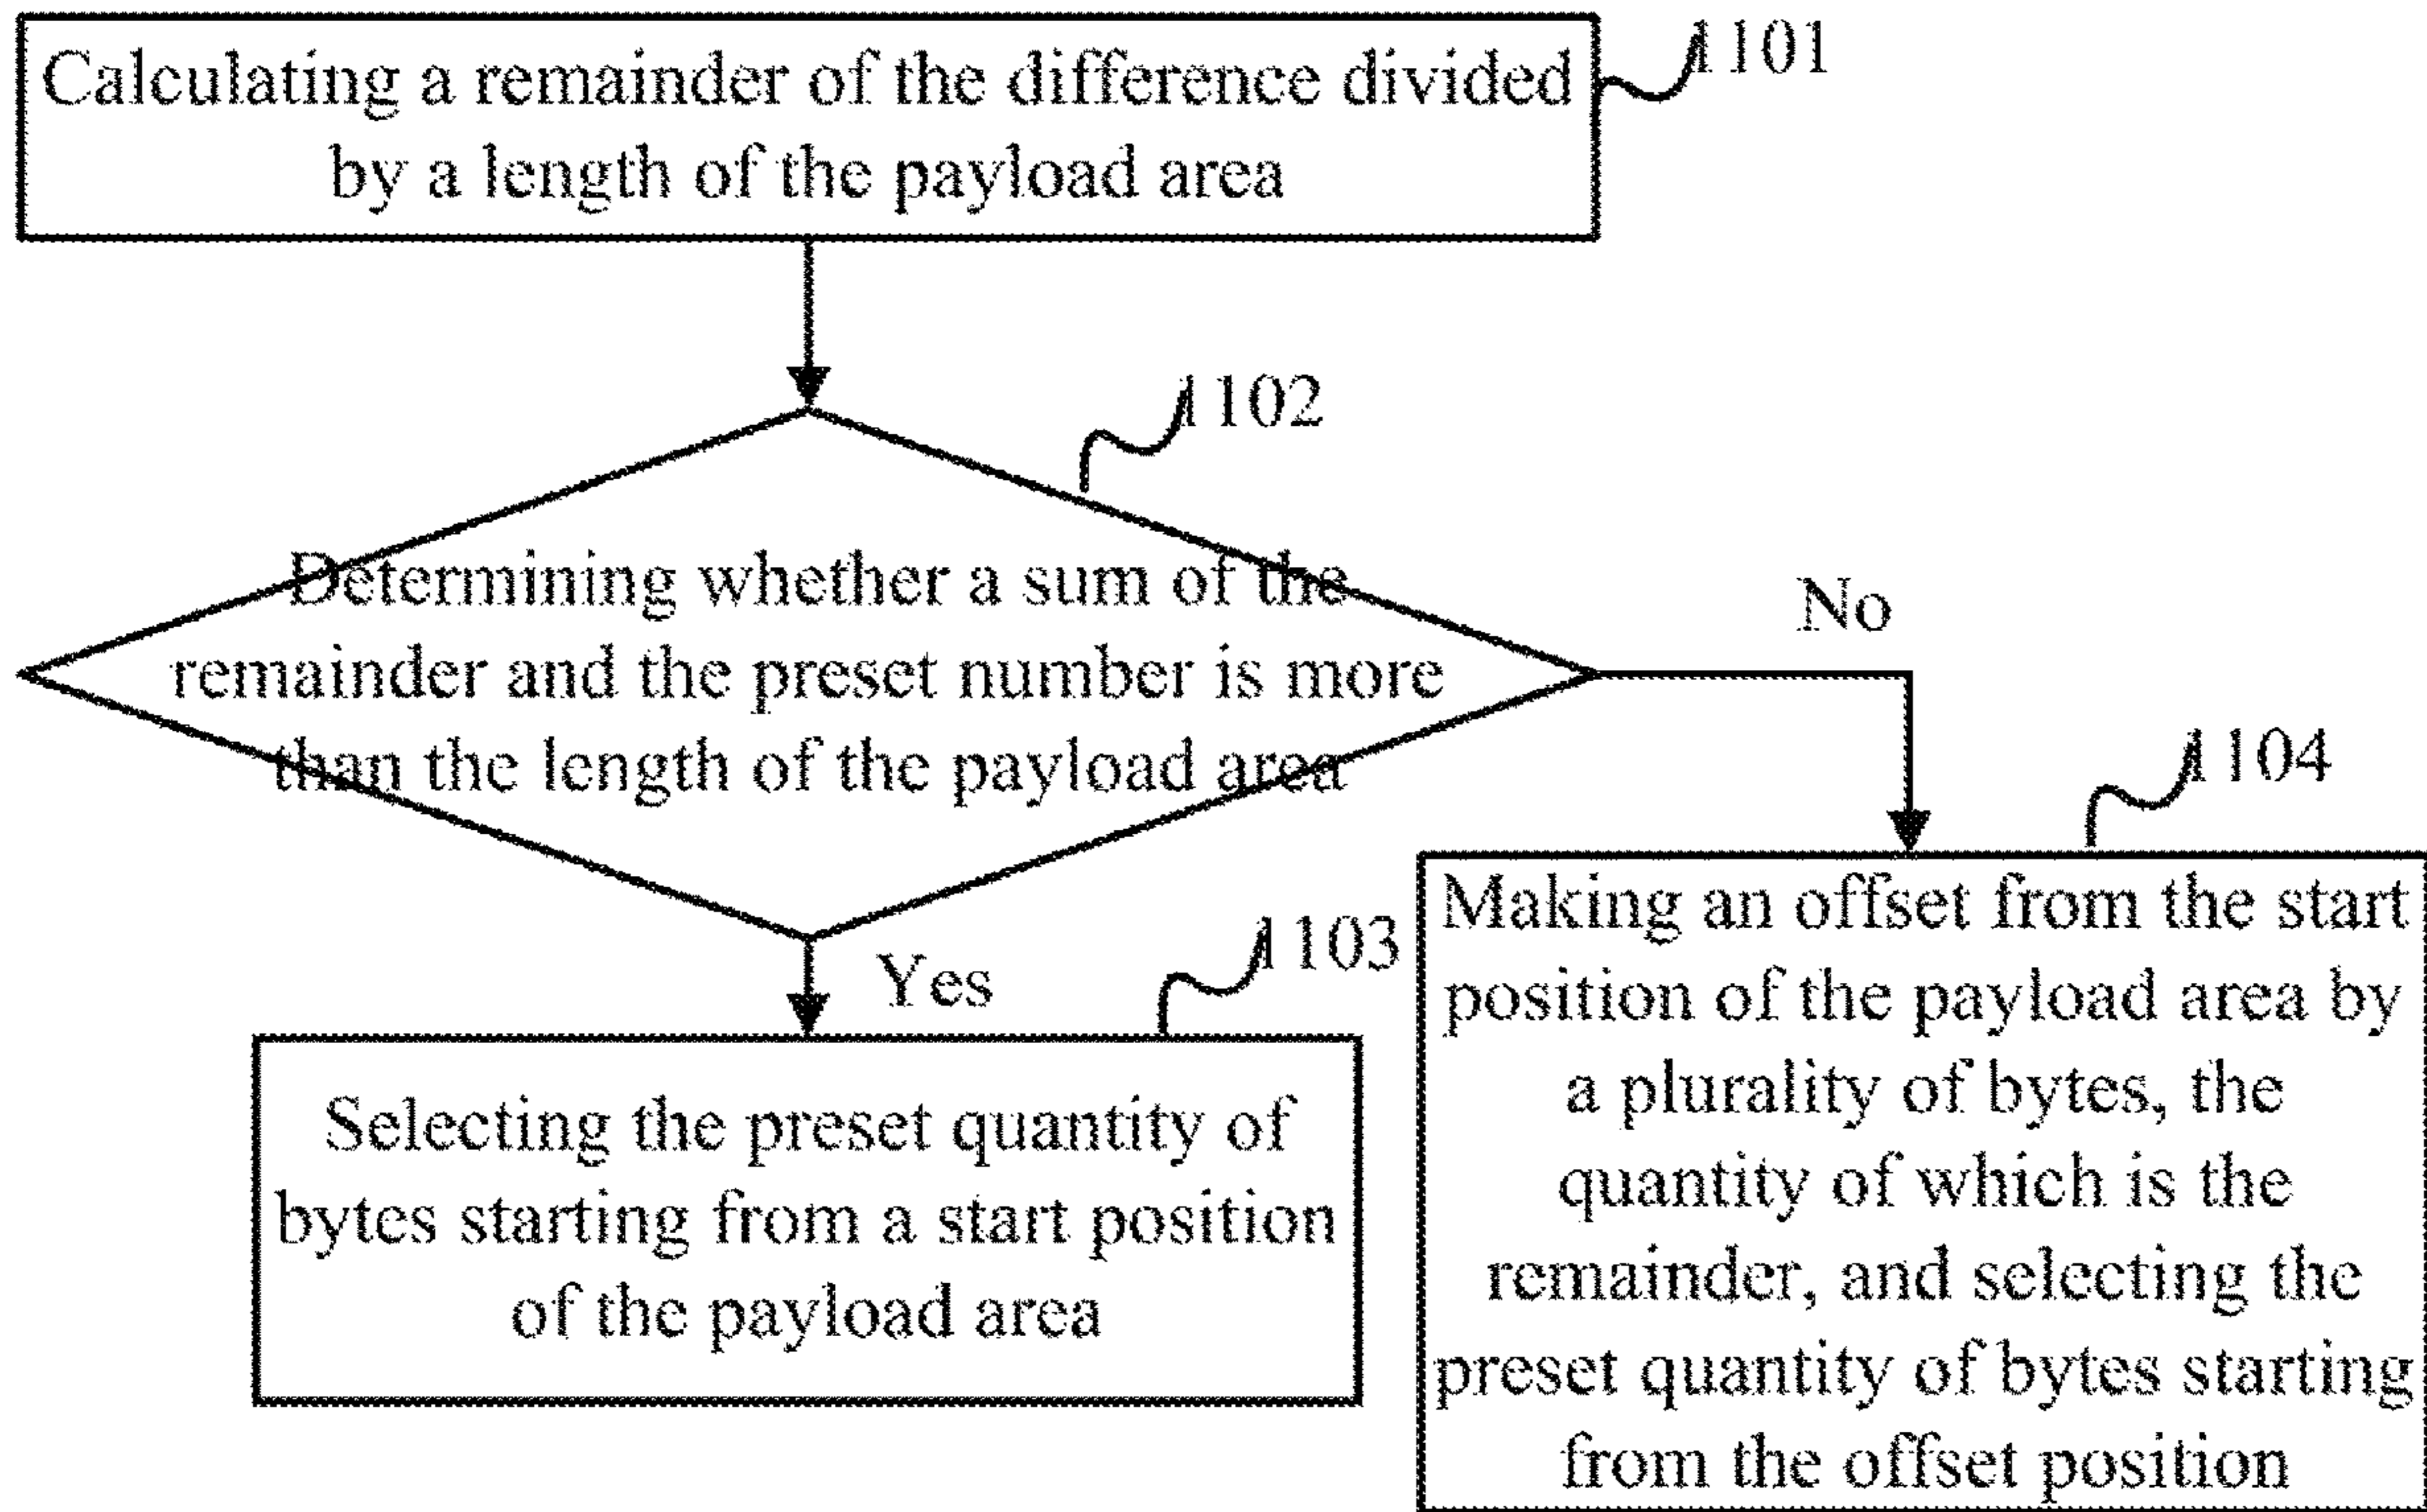 Calculating a remainder of the difference divided
by a length of the payload area
1101
1102
Determining whether a sum of the
remainder and the preset number is more
than the length of the payload area
No
Yes
1103
Selecting the preset quantity of
bytes starting from a start position
of the payload area
1104
Making an offset from the start
position of the payload area by
a plurality of bytes, the
quantity of which is the
remainder, and selecting the
preset quantity of bytes starting
from the offset position